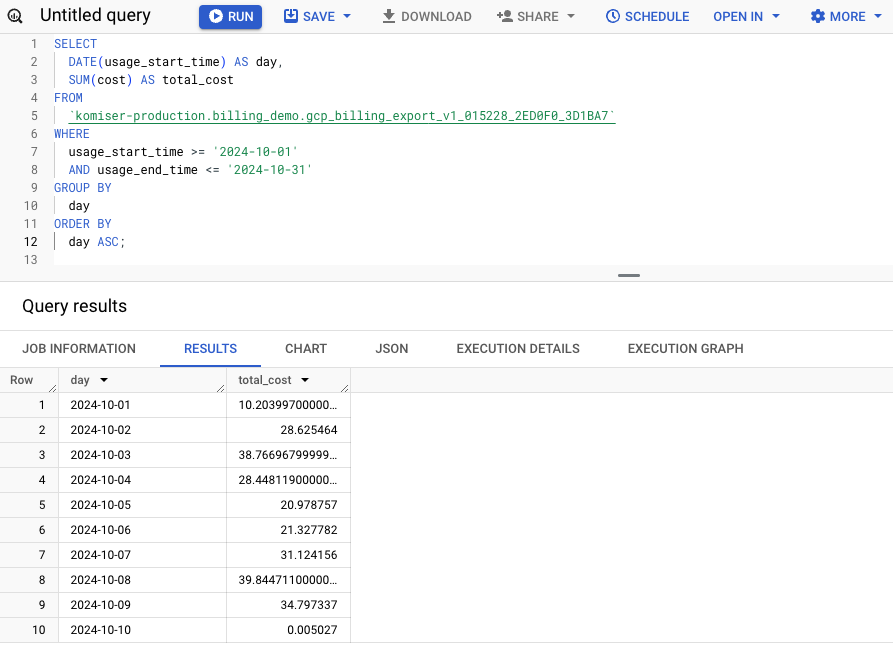 Untitled query RUN SAVE DOWNLOAD SHARE SCHEDULE OPEN IN MORE
1 SELECT
2 DATE(usage_start_time) AS day,
3 SUM(cost) AS total_cost
4 FROM
5 `komiser-production.billing_demo.gcp_billing_export_v1_015228_2ED0F0_3D1BA7`
6 WHERE
7 usage_start_time >= '2024-10-01'
8 AND usage_end_time <= '2024-10-31'
9 GROUP BY
10 day
11 ORDER BY
12 day ASC;
13
Query results
JOB INFORMATION RESULTS CHART JSON EXECUTION DETAILS EXECUTION GRAPH
Row day total_cost
1 2024-10-01 10.20399700000...
2 2024-10-02 28.625464
3 2024-10-03 38.76696799999...
4 2024-10-04 28.44811900000...
5 2024-10-05 20.978757
6 2024-10-06 21.327782
7 2024-10-07 31.124156
8 2024-10-08 39.84471100000...
9 2024-10-09 34.797337
10 2024-10-10 0.005027